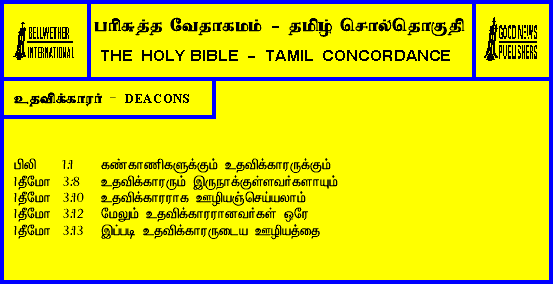 BELLWETHER
INTERNATIONAL
பரிசுத்த வேதாகமம் - தமிழ் சொல்தொகுதி
THE HOLY BIBLE - TAMIL CONCORDANCE
GOOD NEWS
PUBLISHERS
உதவிக்காரர் - DEACONS
பிலி 1:1 கண்காணிகளுக்கும் உதவிக்காரருக்கும்
1தீமோ 3:8 உதவிக்காரரும் இருநாக்குள்ளவர்களாயும்
1தீமோ 3:10 உதவிக்காரராக ஊழியஞ்செய்யலாம்
1தீமோ 3:12 மேலும் உதவிக்காரரானவர்கள் ஒரே
1தீமோ 3:13 இப்படி உதவிக்காரருடைய ஊழியத்தை